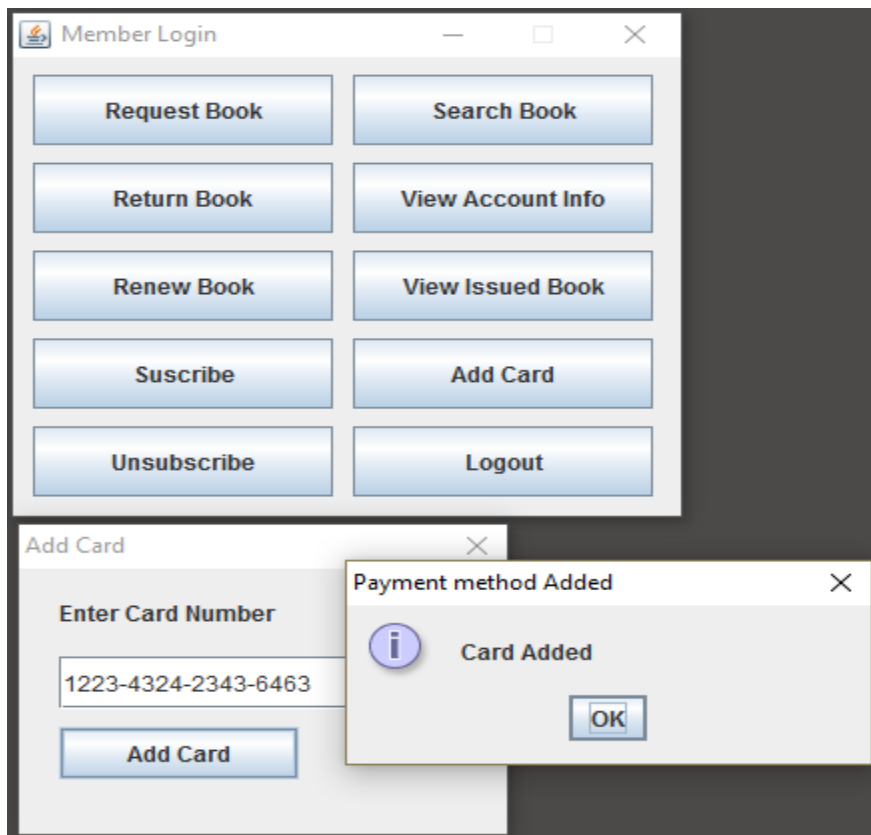 Member Login
Request Book
Search Book
Return Book
View Account Info
Renew Book
View Issued Book
Suscribe
Add Card
Unsubscribe
Logout
Add Card
Enter Card Number
1223-4324-2343-6463
Add Card
Payment method Added
Card Added
OK